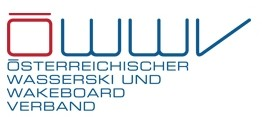 ÖWWV
ÖSTERREICHISCHER
WASSERSKI UND
WAKEBOARD
VERBAND